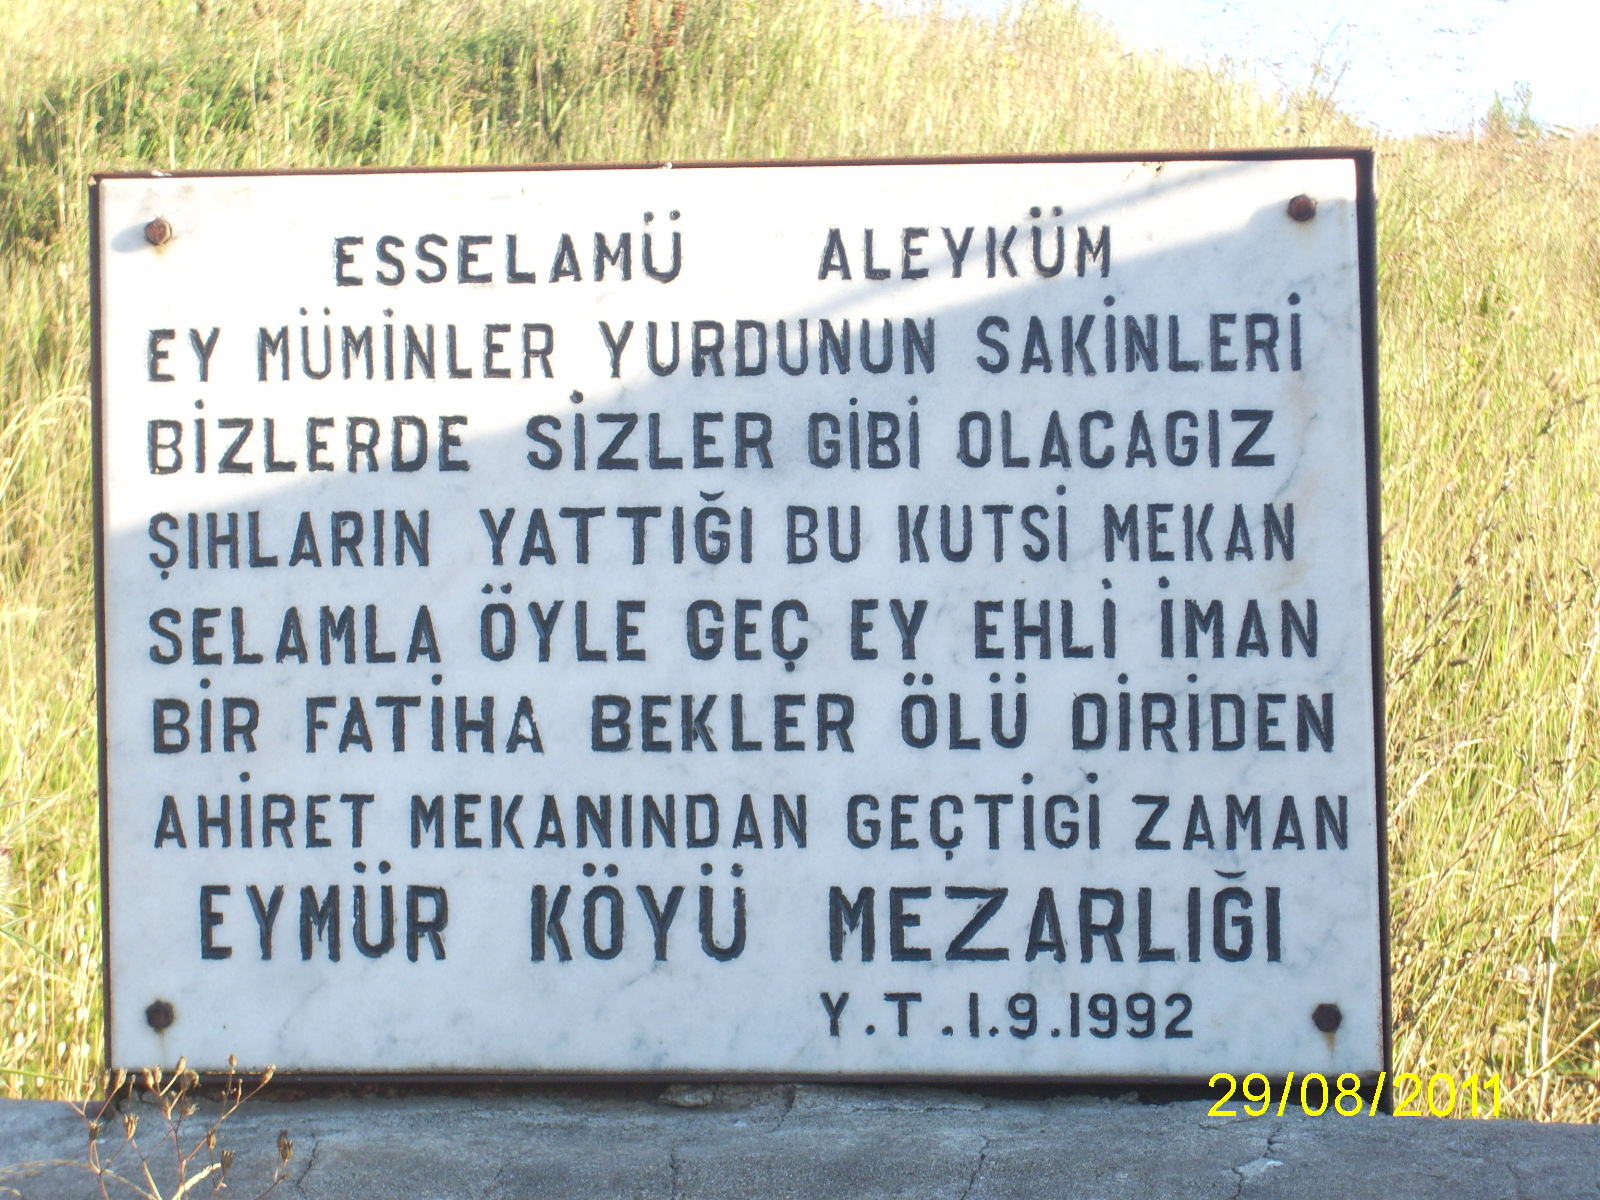 ESSELAMÜ ALEYKÜM
EY MÜMİNLER YURDUNUN SAKİNLERİ
BİZLERDE SİZLER GİBİ OLACAGIZ
ŞIHLARIN YATTIĞI BU KUTSİ MEKAN
SELAMLA ÖYLE GEÇ EY EHLİ İMAN
BİR FATİHA BEKLER ÖLÜ DİRİDEN
AHİRET MEKANINDAN GEÇTİGİ ZAMAN
EYMÜR KÖYÜ MEZARLIĞI
Y.T.1.9.1992
29/08/2011